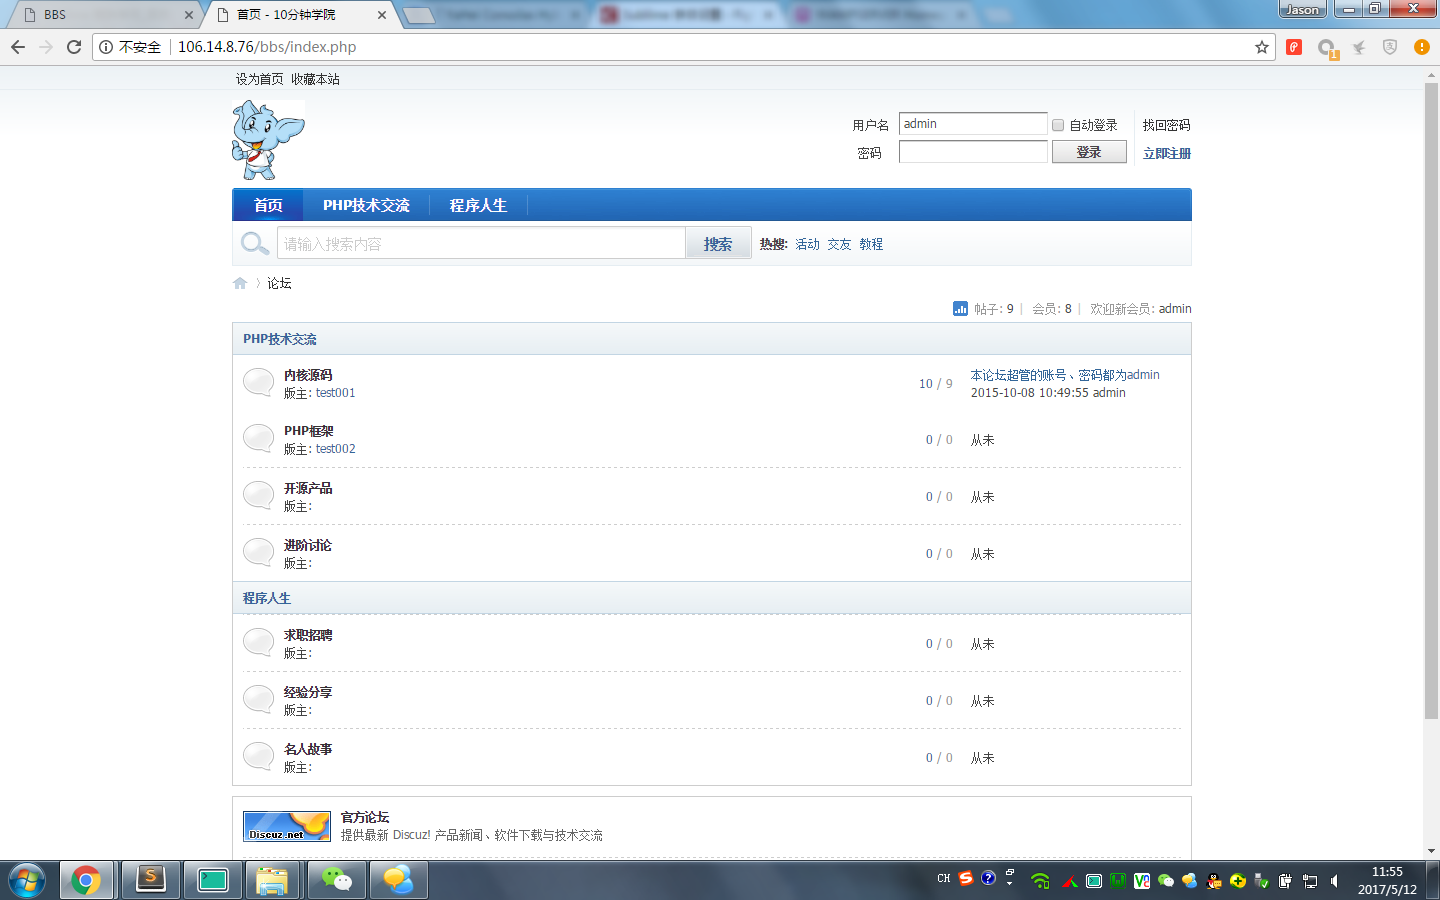 BBS
首页 - 10分钟学院
Jason
不安全 106.14.8.76/bbs/index.php
1
设为首页 收藏本站
用户名 admin 自动登录 找回密码
密码 登录 立即注册
首页 PHP技术交流 程序人生
请输入搜索内容 搜索 热搜: 活动 交友 教程
论坛
帖子: 9 | 会员: 8 | 欢迎新会员: admin
PHP技术交流
内核源码
版主: test001
10 / 9
本论坛超管的账号、密码都为admin
2015-10-08 10:49:55 admin
PHP框架
版主: test002
0 / 0 从未
开源产品
版主:
0 / 0 从未
进阶讨论
版主:
0 / 0 从未
程序人生
求职招聘
版主:
0 / 0 从未
经验分享
版主:
0 / 0 从未
名人故事
版主:
0 / 0 从未
Discuz.net
官方论坛
提供最新 Discuz! 产品新闻、软件下载与技术交流
CH
11:55
2017/5/12